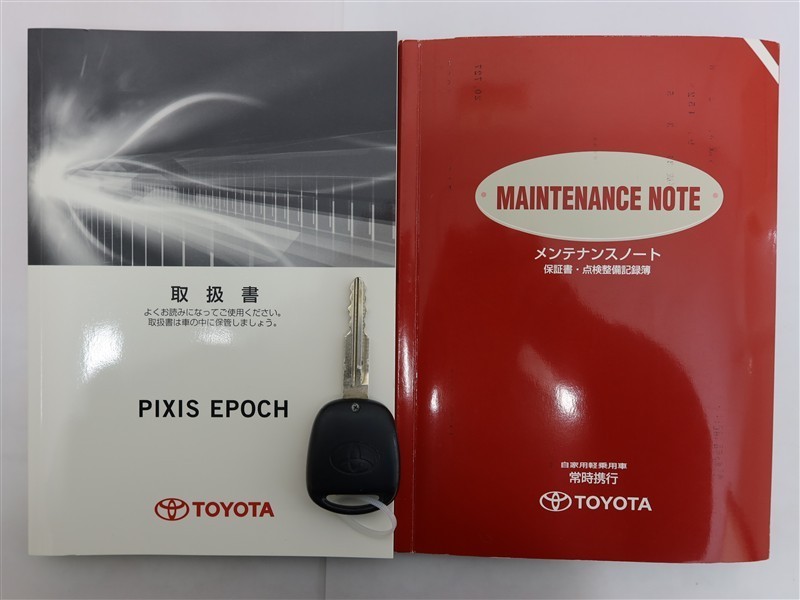 取扱書
よくお読みになってご使用ください。
取扱書は車の中に保管しましょう。
PIXIS EPOCH
TOYOTA
MAINTENANCE NOTE
メンテナンスノート
保証書・点検整備記録簿
自家用軽乗用車
常時携行
TOYOTA